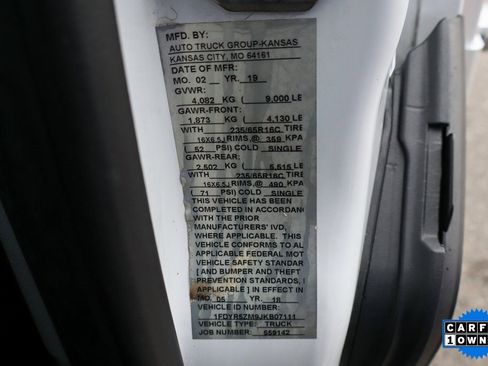 MFD. BY:
AUTO TRUCK GROUP-KANSAS
KANSAS CITY, MO 64161
DATE OF MFR:
MO. 02 YR. 19
GVWR:
4,082 KG ( 9,000 LB
GAWR-FRONT:
1,873 KG ( 4,130 LB
WITH 235/65R16C TIRE
16X6.5J RIMS,@ 359 KPA
( 52 PSI) COLD SINGLE
GAWR-REAR:
2,502 KG ( 5,515 LB
WITH 235/65R16C TIRE
16X6.5J RIMS,@ 490 KPA
( 71 PSI) COLD SINGLE
THIS VEHICLE HAS BEEN
COMPLETED IN ACCORDANC
WITH THE PRIOR
MANUFACTURERS' IVD,
WHERE APPLICABLE. THIS
VEHICLE CONFORMS TO AL
APPLICABLE FEDERAL MOT
VEHICLE SAFETY STANDAR
[ AND BUMPER AND THEFT
PREVENTION STANDARDS,
APPLICABLE ] IN EFFECT IN
MO. 05 YR. 18
VEHICLE ID NUMBER:
1FDYR5ZM9JKB07111
VEHICLE TYPE: TRUCK
JOB NUMBER: 559142
CARF
1 OWN